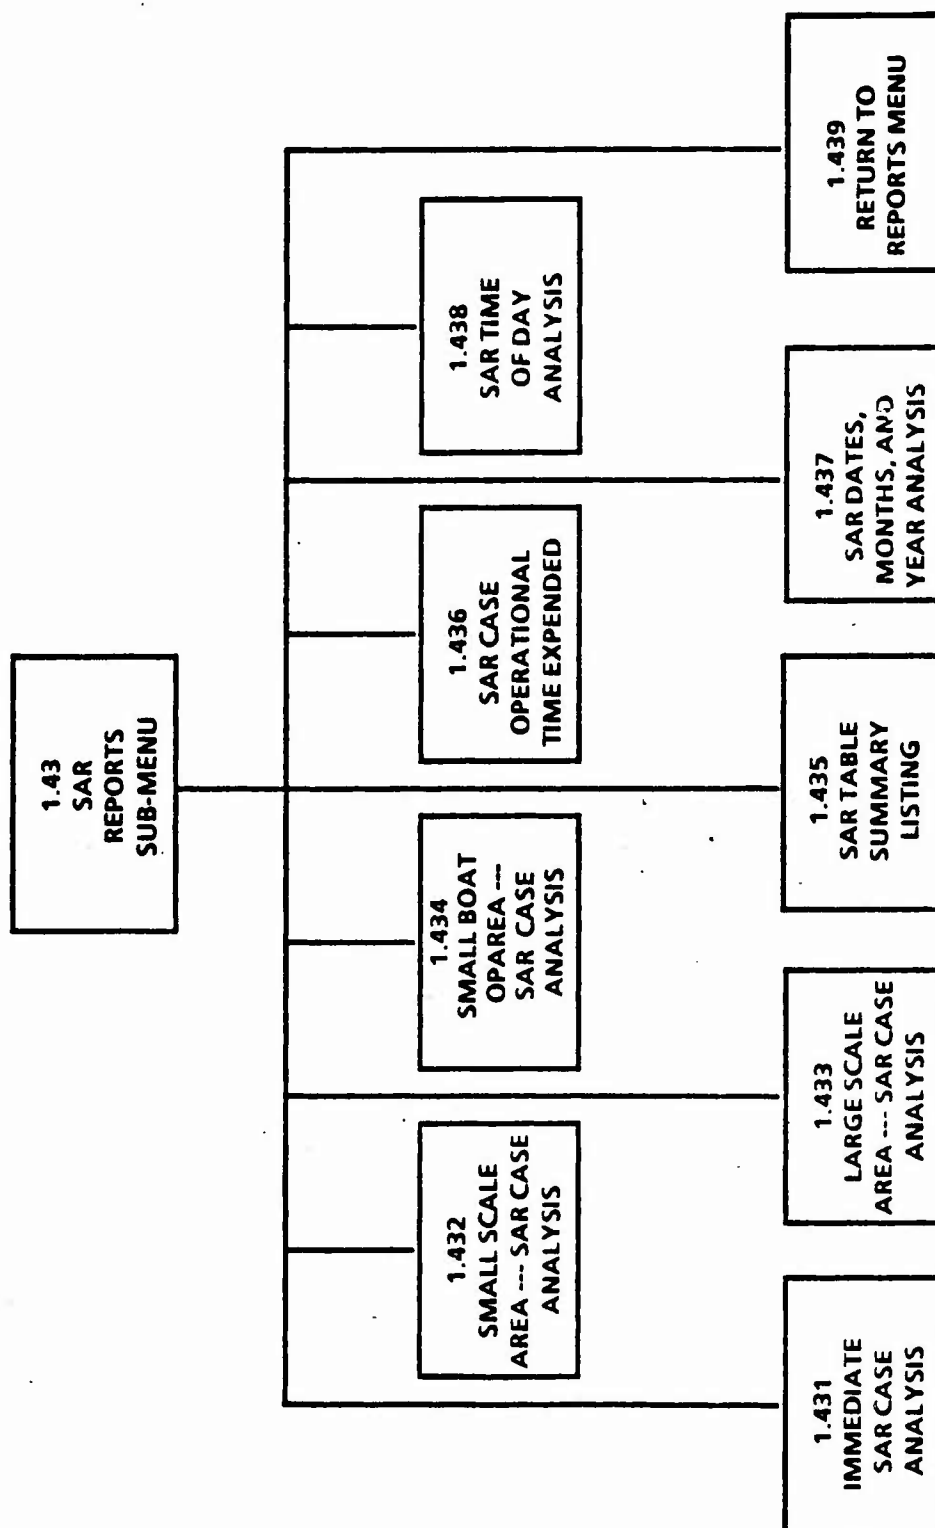 1.43
SAR
REPORTS
SUB-MENU
1.432
SMALL SCALE
AREA --- SAR CASE
ANALYSIS
1.434
SMALL BOAT
OPAREA ---
SAR CASE
ANALYSIS
1.436
SAR CASE
OPERATIONAL
TIME EXPENDED
1.438
SAR TIME
OF DAY
ANALYSIS
1.431
IMMEDIATE
SAR CASE
ANALYSIS
1.433
LARGE SCALE
AREA --- SAR CASE
ANALYSIS
1.435
SAR TABLE
SUMMARY
LISTING
1.437
SAR DATES,
MONTHS, AND
YEAR ANALYSIS
1.439
RETURN TO
REPORTS MENU